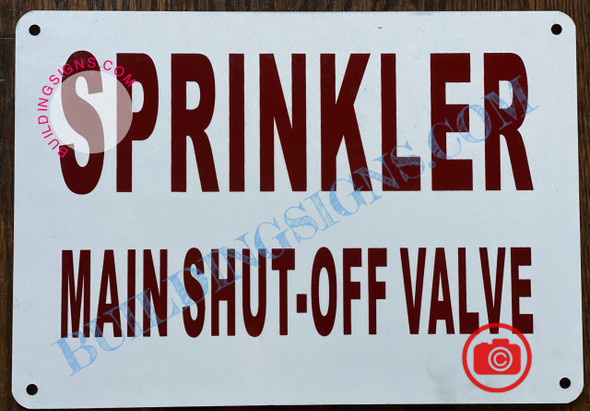 SPRINKLER
MAIN SHUT-OFF VALVE
BUILDINGSIGNS.COM
BUILDINGSIGNS.COM